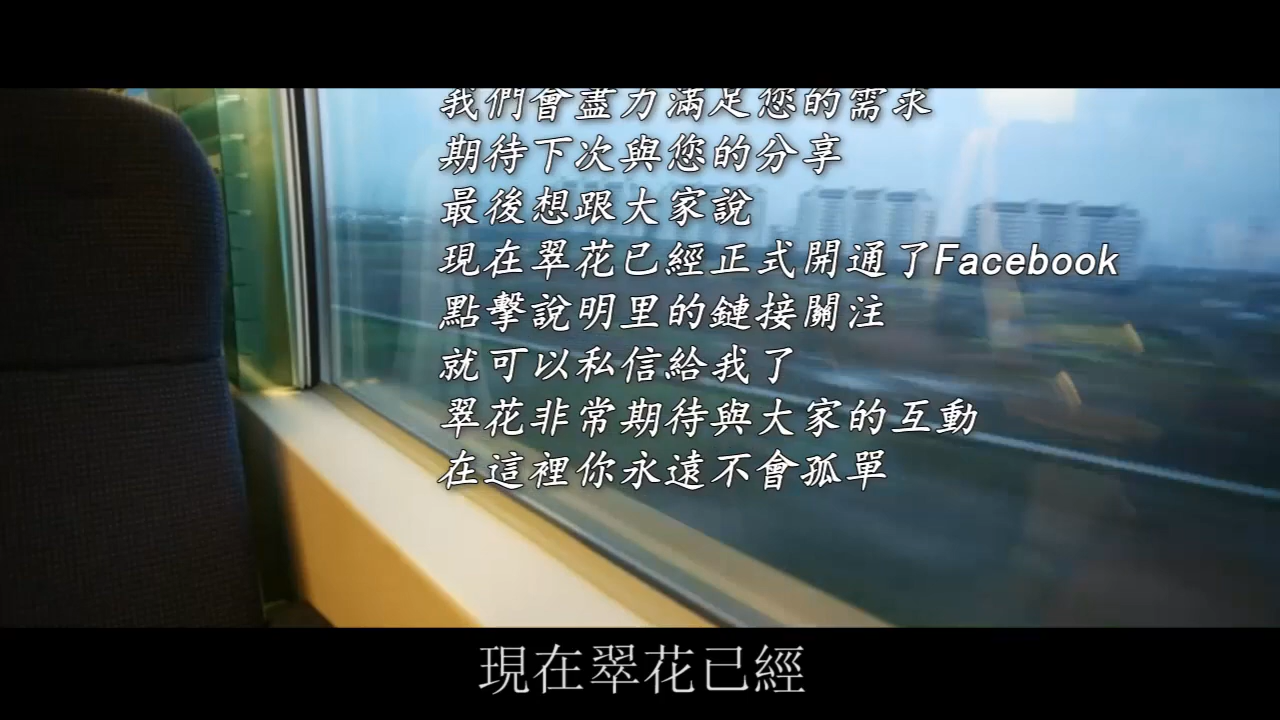 我們會盡力滿足您的需求
期待下次與您的分享
最後想跟大家說
現在翠花已經正式開通了Facebook
點擊說明里的鏈接關注
就可以私信給我了
翠花非常期待與大家的互動
在這裡你永遠不會孤單
現在翠花已經